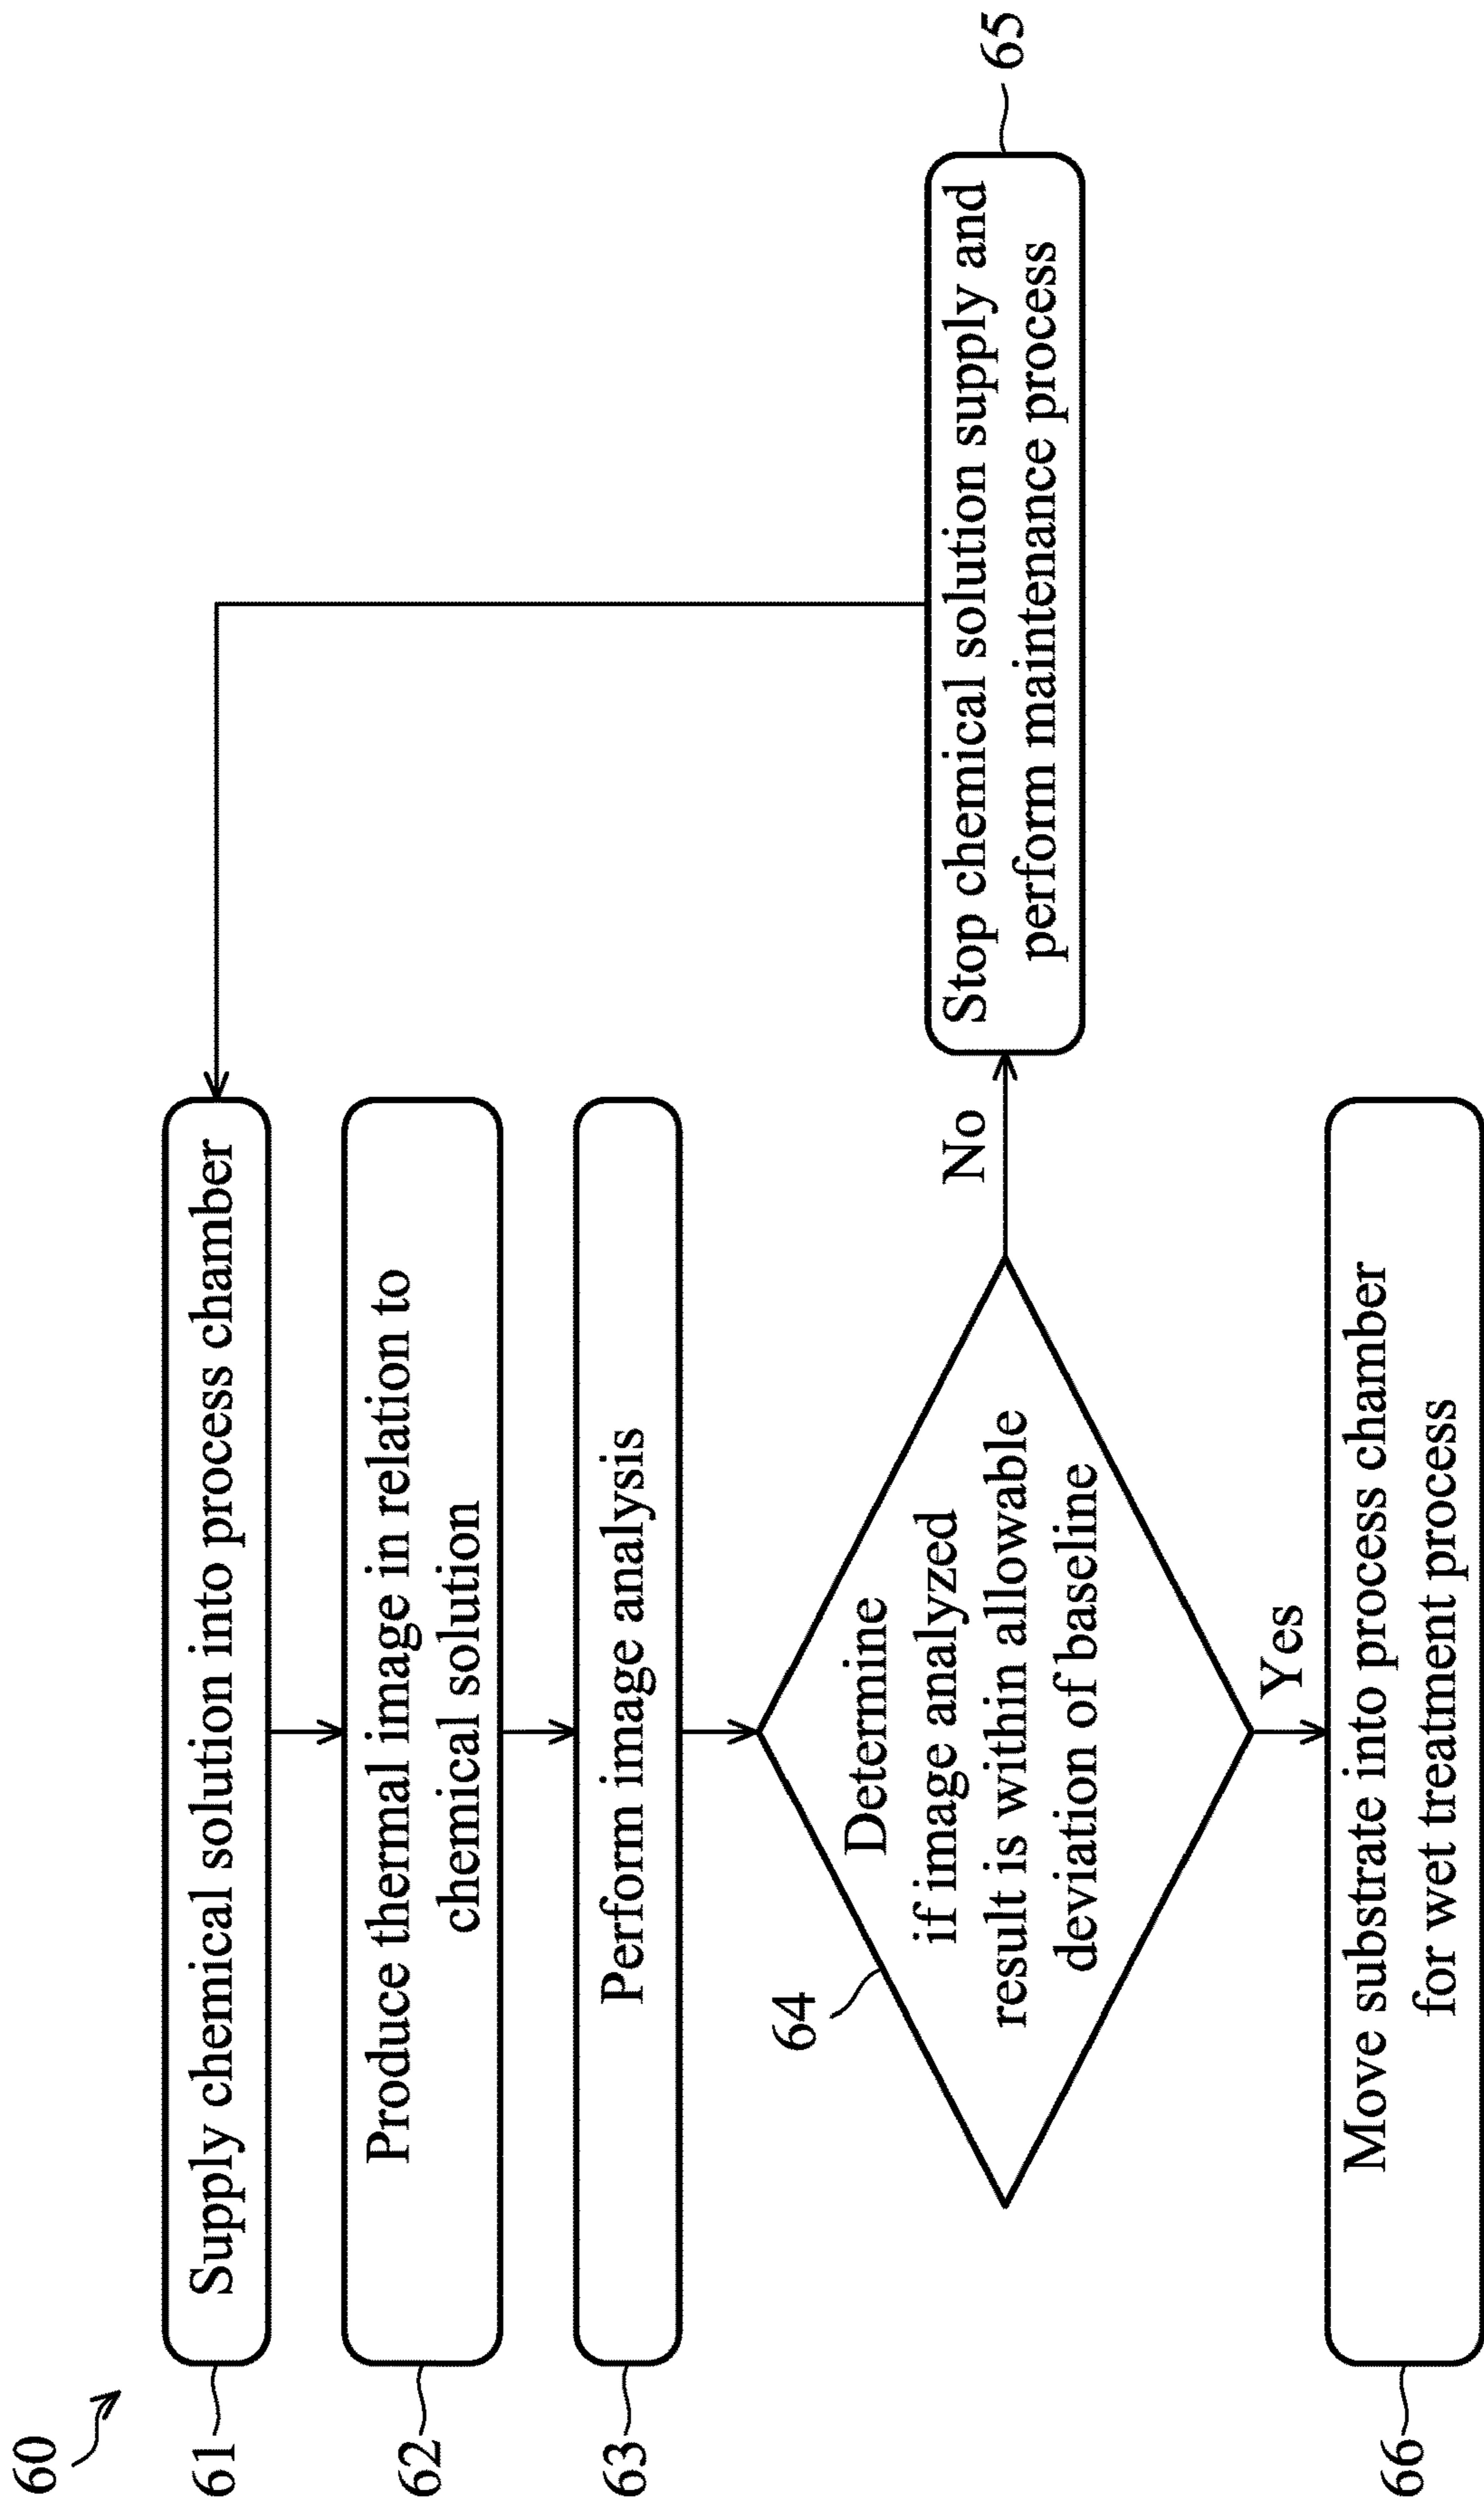 60
61
Supply chemical solution into process chamber
62
Produce thermal image in relation to
chemical solution
63
Perform image analysis
64
Determine
if image analyzed
result is within allowable
deviation of baseline
No
Stop chemical solution supply and
perform maintenance process
65
Yes
66
Move substrate into process chamber
for wet treatment process